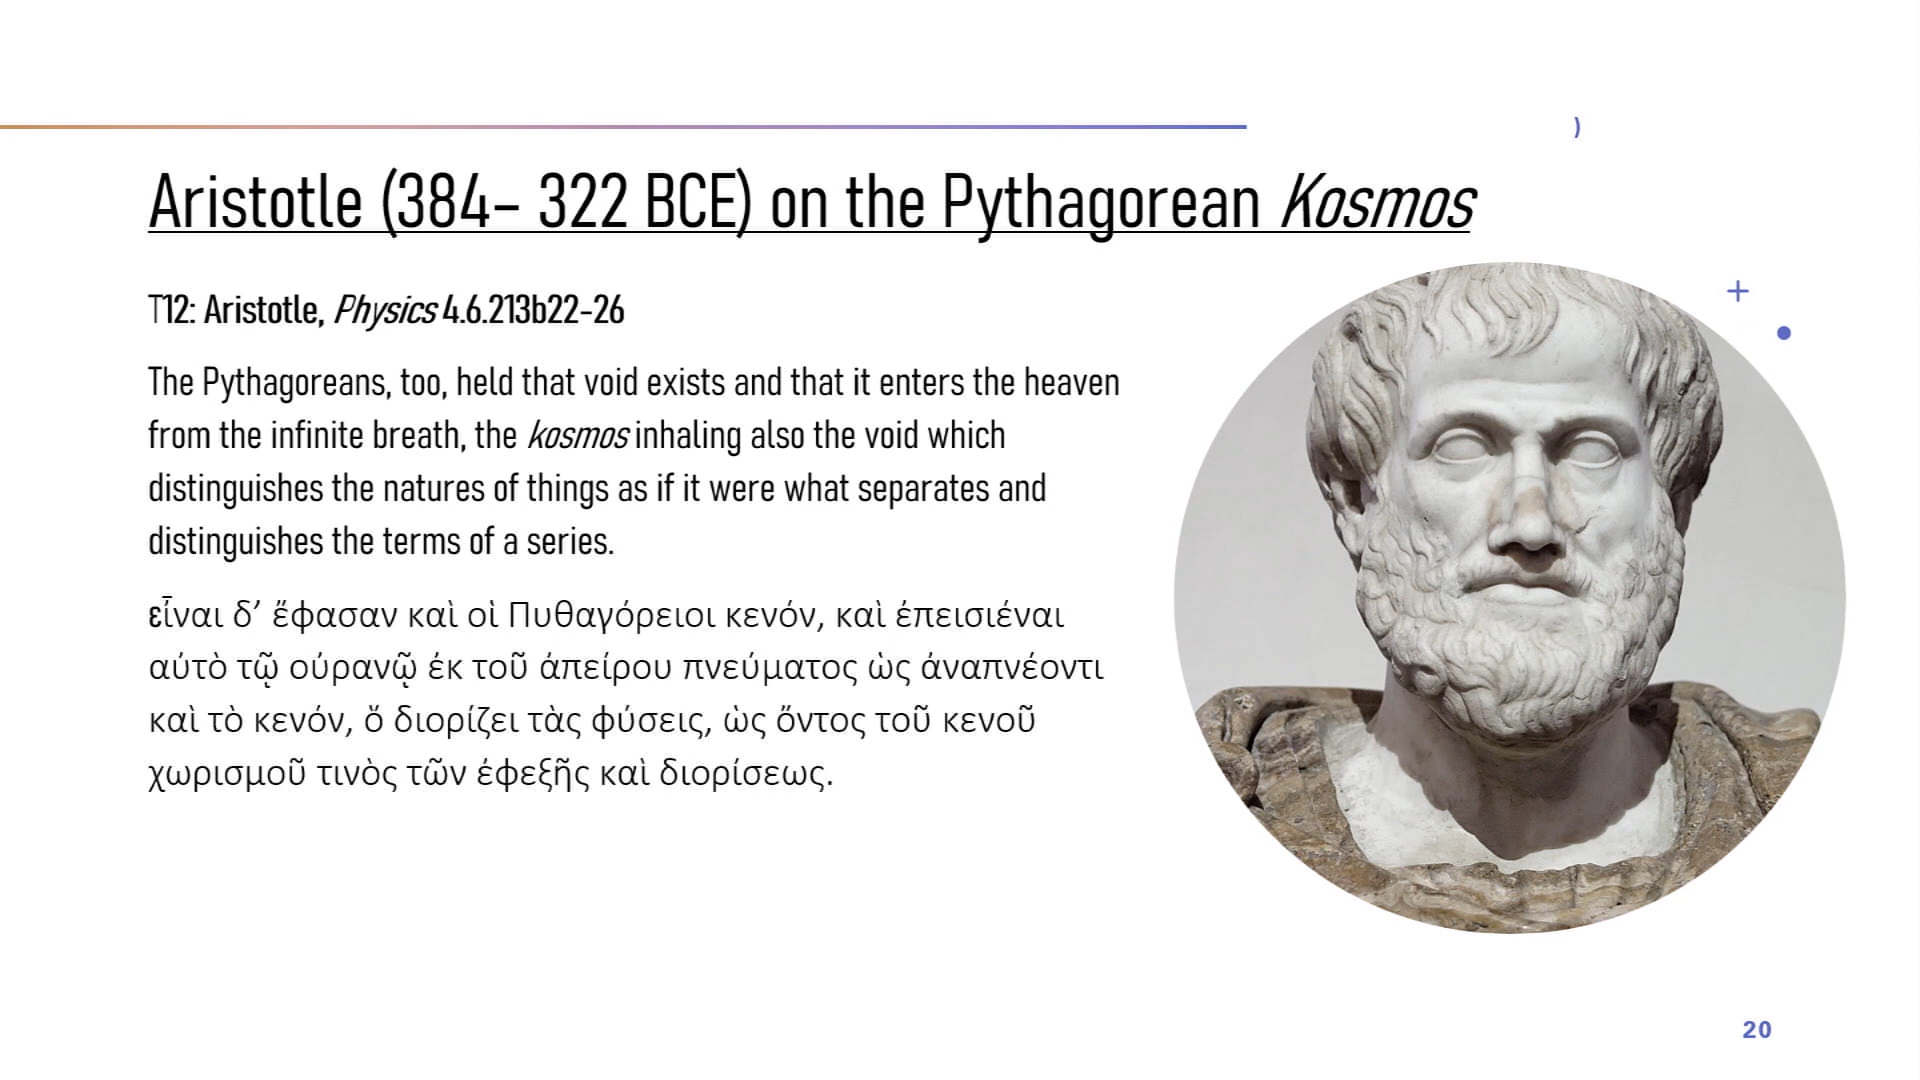 Aristotle (384– 322 BCE) on the Pythagorean Kosmos
T12: Aristotle, Physics 4.6.213b22-26
The Pythagoreans, too, held that void exists and that it enters the heaven
from the infinite breath, the kosmos inhaling also the void which
distinguishes the natures of things as if it were what separates and
distinguishes the terms of a series.
εἶναι δ’ ἔφασαν καὶ οἱ Πυθαγόρειοι κενόν, καὶ ἐπεισιέναι
αὐτὸ τῷ οὐρανῷ ἐκ τοῦ ἀπείρου πνεύματος ὡς ἀναπνέοντι
καὶ τὸ κενόν, ὃ διορίζει τὰς φύσεις, ὡς ὄντος τοῦ κενοῦ
χωρισμοῦ τινὸς τῶν ἐφεξῆς καὶ διορίσεως.
20